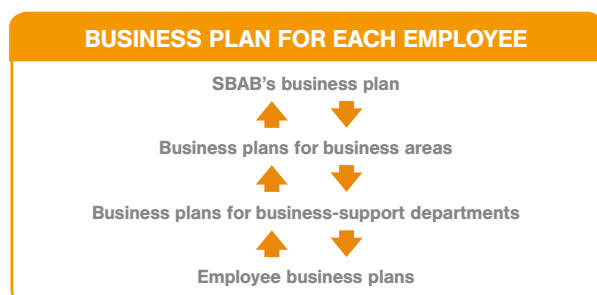 BUSINESS PLAN FOR EACH EMPLOYEE
SBAB's business plan
Business plans for business areas
Business plans for business-support departments
Employee business plans